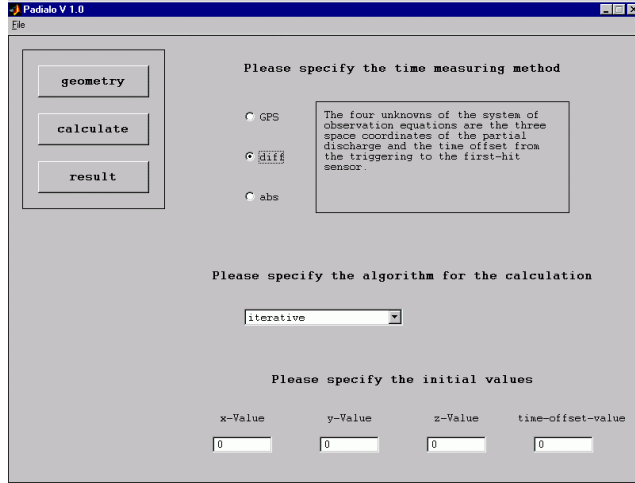 Padialo V 1.0
File
geometry
calculate
result
Please specify the time measuring method
GPS
diff
abs
The four unknowns of the system of
observation equations are the three
space coordinates of the partial
discharge and the time offset from
the triggering to the first-hit
sensor.
Please specify the algorithm for the calculation
iterative
Please specify the initial values
x-Value y-Value z-Value time-offset-value
0 0 0 0